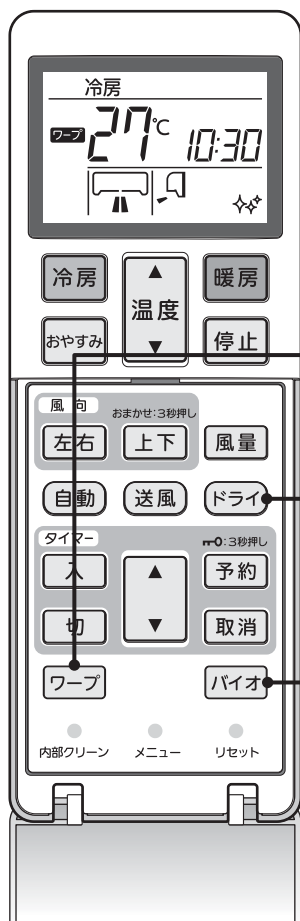 冷房
ワープ 27℃ 10:30
冷房 ▲ 温度 ▼ 暖房
おやすみ 停止
風向 おまかせ:3秒押し
左右 上下 風量
自動 送風 ドライ
タイマー :3秒押し
入 ▲ 予約
切 ▼ 取消
ワープ バイオ
内部クリーン メニュー リセット